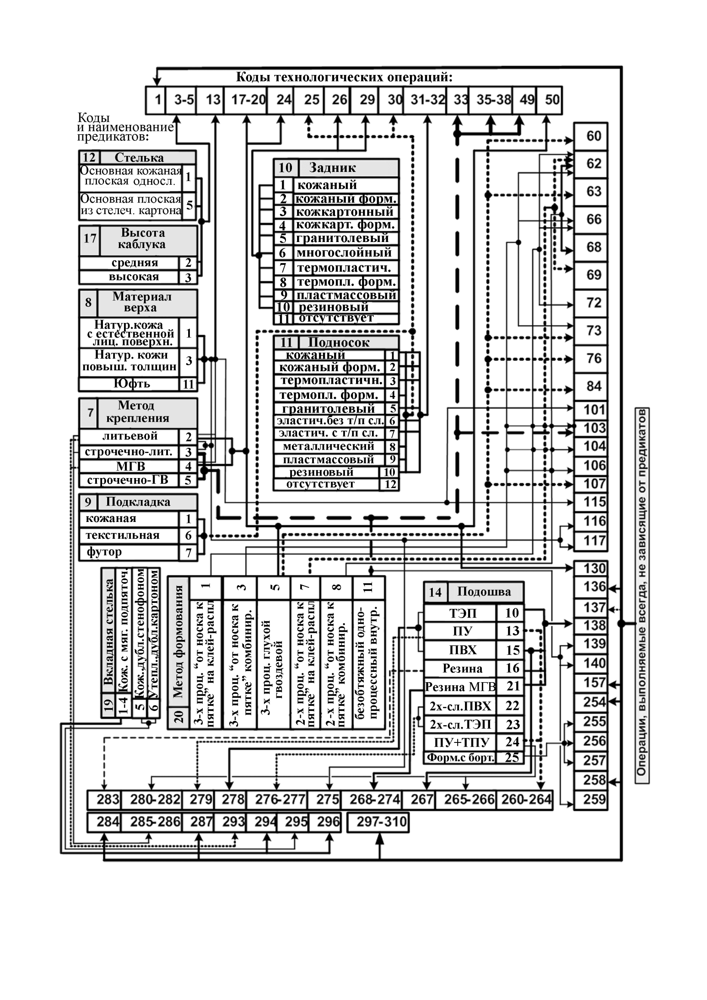 Коды технологических операций:
1 3-5 13 17-20 24 25 26 29 30 31-32 33 35-38 49 50
Коды
и наименование
предикатов:
12 Стелька
Основная кожаная
плоская односл. 1
Основная плоская
из стелеч. картона 5
17 Высота
каблука
средняя 2
высокая 3
8 Материал
верха
Натур.кожа
с естественной
лиц. поверхн. 1
Натур. кожи
повыш. толщин 3
Юфть 11
7 Метод
крепления
литьевой 2
строчечно-лит. 3
МГВ 4
строчечно-ГВ 5
9 Подкладка
кожаная 1
текстильная 6
футор 7
10 Задник
1 кожаный
2 кожаный форм.
3 кожкартонный
4 кожкарт. форм.
5 гранитолевый
6 многослойный
7 термопластич.
8 термопл. форм.
9 пластмассовый
10 резиновый
11 отсутствует
11 Подносок
кожаный 1
кожаный форм. 2
термопластичн. 3
термопл. форм. 4
гранитолевый 5
эластич.без т/п сл. 6
эластич. с т/п сл. 7
металлический 8
пластмассовый 9
резиновый 10
отсутствует 12
60
62
63
66
68
69
72
73
76
84
101
103
104
106
107
115
116
117
130
136
137
138
139
140
157
254
255
256
257
258
259
Операции, выполняемые всегда, не зависящие от предикатов
19 Вкладная стелька
1-4 Кож. с мяг. подпяточ.
5 Кож.,дубл.стенофоном
6 Утепл.,дубл.картоном
20 Метод формования
3-х проц. “от носка к
пятке” на клей-распл 1
3-х проц. “от носка к
пятке” комбинир. 3
3-х проц. глухой
гвоздевой 5
2-х проц. “от носка к
пятке” на клей-распл 7
2-х проц. “от носка к
пятке” комбинир. 8
безобтяжный одно-
процессный внутр. 11
14 Подошва
ТЭП 10
ПУ 13
ПВХ 15
Резина 16
Резина МГВ 21
2х-сл.ПВХ 22
2х-сл.ТЭП 23
ПУ+ТПУ 24
Форм.с борт. 25
283 280-282 279 278 276-277 275 268-274 267 265-266 260-264
284 285-286 287 293 294 295 296 297-310